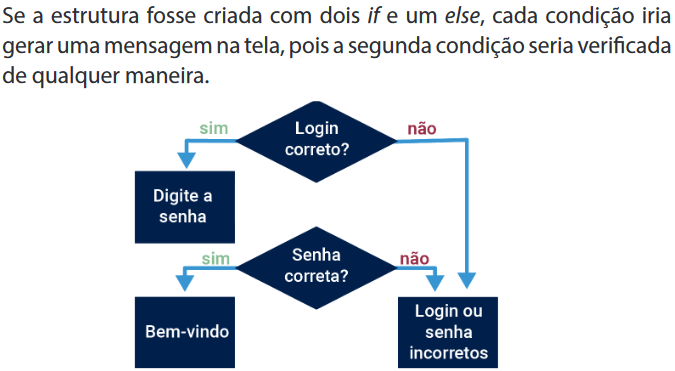 Se a estrutura fosse criada com dois if e um else, cada condição iria
gerar uma mensagem na tela, pois a segunda condição seria verificada
de qualquer maneira.
sim
Login
correto?
não
Digite a
senha
sim
Senha
correta?
não
Bem-vindo
Login ou
senha
incorretos